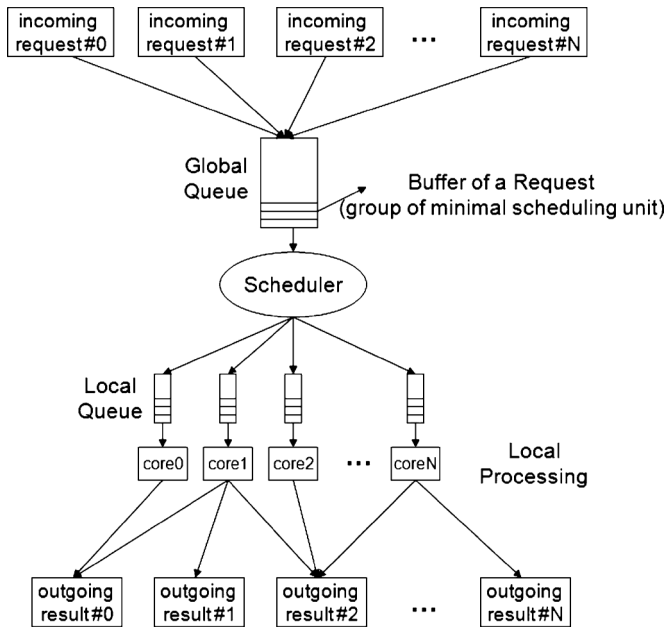 incoming
request#0
incoming
request#1
incoming
request#2
...
incoming
request#N
Global
Queue
Buffer of a Request
(group of minimal scheduling unit)
Scheduler
Local
Queue
core0
core1
core2
...
coreN
Local
Processing
outgoing
result#0
outgoing
result#1
outgoing
result#2
...
outgoing
result#N